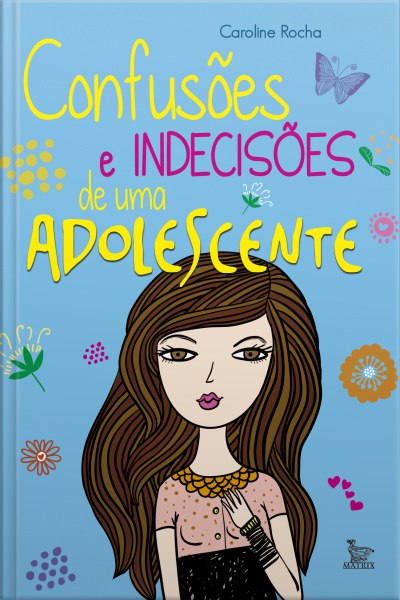 Caroline Rocha
Confusões
e INDECISÕES
de uma
ADOLESCENTE
MATRIX